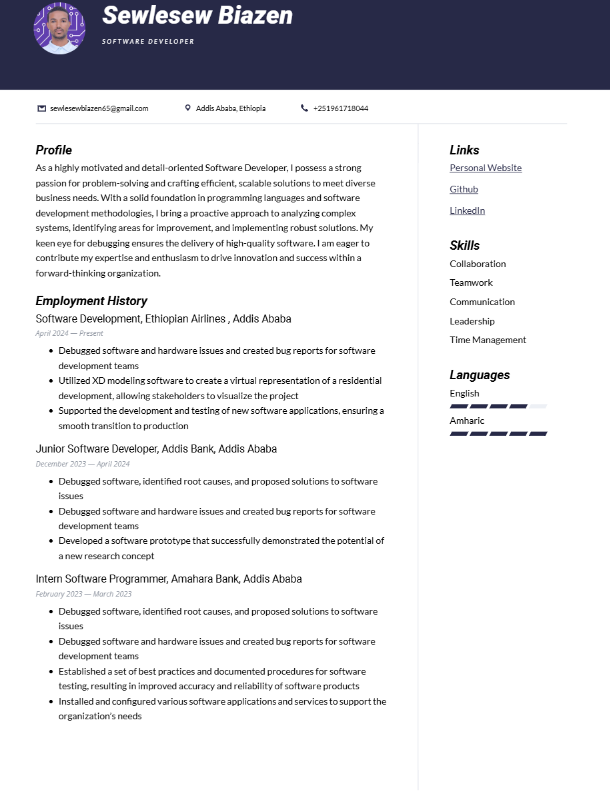 Sewlesew Biazen
SOFTWARE DEVELOPER
sewlesewbiazen65@gmail.com
Addis Ababa, Ethiopia
+251961718044
Profile
As a highly motivated and detail-oriented Software Developer, I possess a strong
passion for problem-solving and crafting efficient, scalable solutions to meet diverse
business needs. With a solid foundation in programming languages and software
development methodologies, I bring a proactive approach to analyzing complex
systems, identifying areas for improvement, and implementing robust solutions. My
keen eye for debugging ensures the delivery of high-quality software. I am eager to
contribute my expertise and enthusiasm to drive innovation and success within a
forward-thinking organization.
Employment History
Software Development, Ethiopian Airlines , Addis Ababa
April 2024 — Present
• Debugged software and hardware issues and created bug reports for software
development teams
• Utilized XD modeling software to create a virtual representation of a residential
development, allowing stakeholders to visualize the project
• Supported the development and testing of new software applications, ensuring a
smooth transition to production
Junior Software Developer, Addis Bank, Addis Ababa
December 2023 — April 2024
• Debugged software, identified root causes, and proposed solutions to software
issues
• Debugged software and hardware issues and created bug reports for software
development teams
• Developed a software prototype that successfully demonstrated the potential of
a new research concept
Intern Software Programmer, Amahara Bank, Addis Ababa
February 2023 — March 2023
• Debugged software, identified root causes, and proposed solutions to software
issues
• Debugged software and hardware issues and created bug reports for software
development teams
• Established a set of best practices and documented procedures for software
testing, resulting in improved accuracy and reliability of software products
• Installed and configured various software applications and services to support the
organization's needs
Links
Personal Website
Github
LinkedIn
Skills
Collaboration
Teamwork
Communication
Leadership
Time Management
Languages
English
Amharic